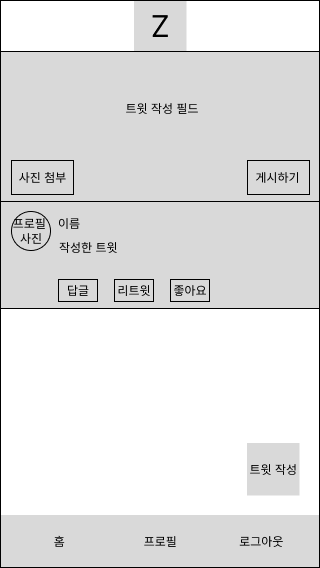 Z
트윗 작성 필드
사진 첨부
게시하기
프로필
사진
이름
작성한 트윗
답글
리트윗
좋아요
트윗 작성
홈
프로필
로그아웃